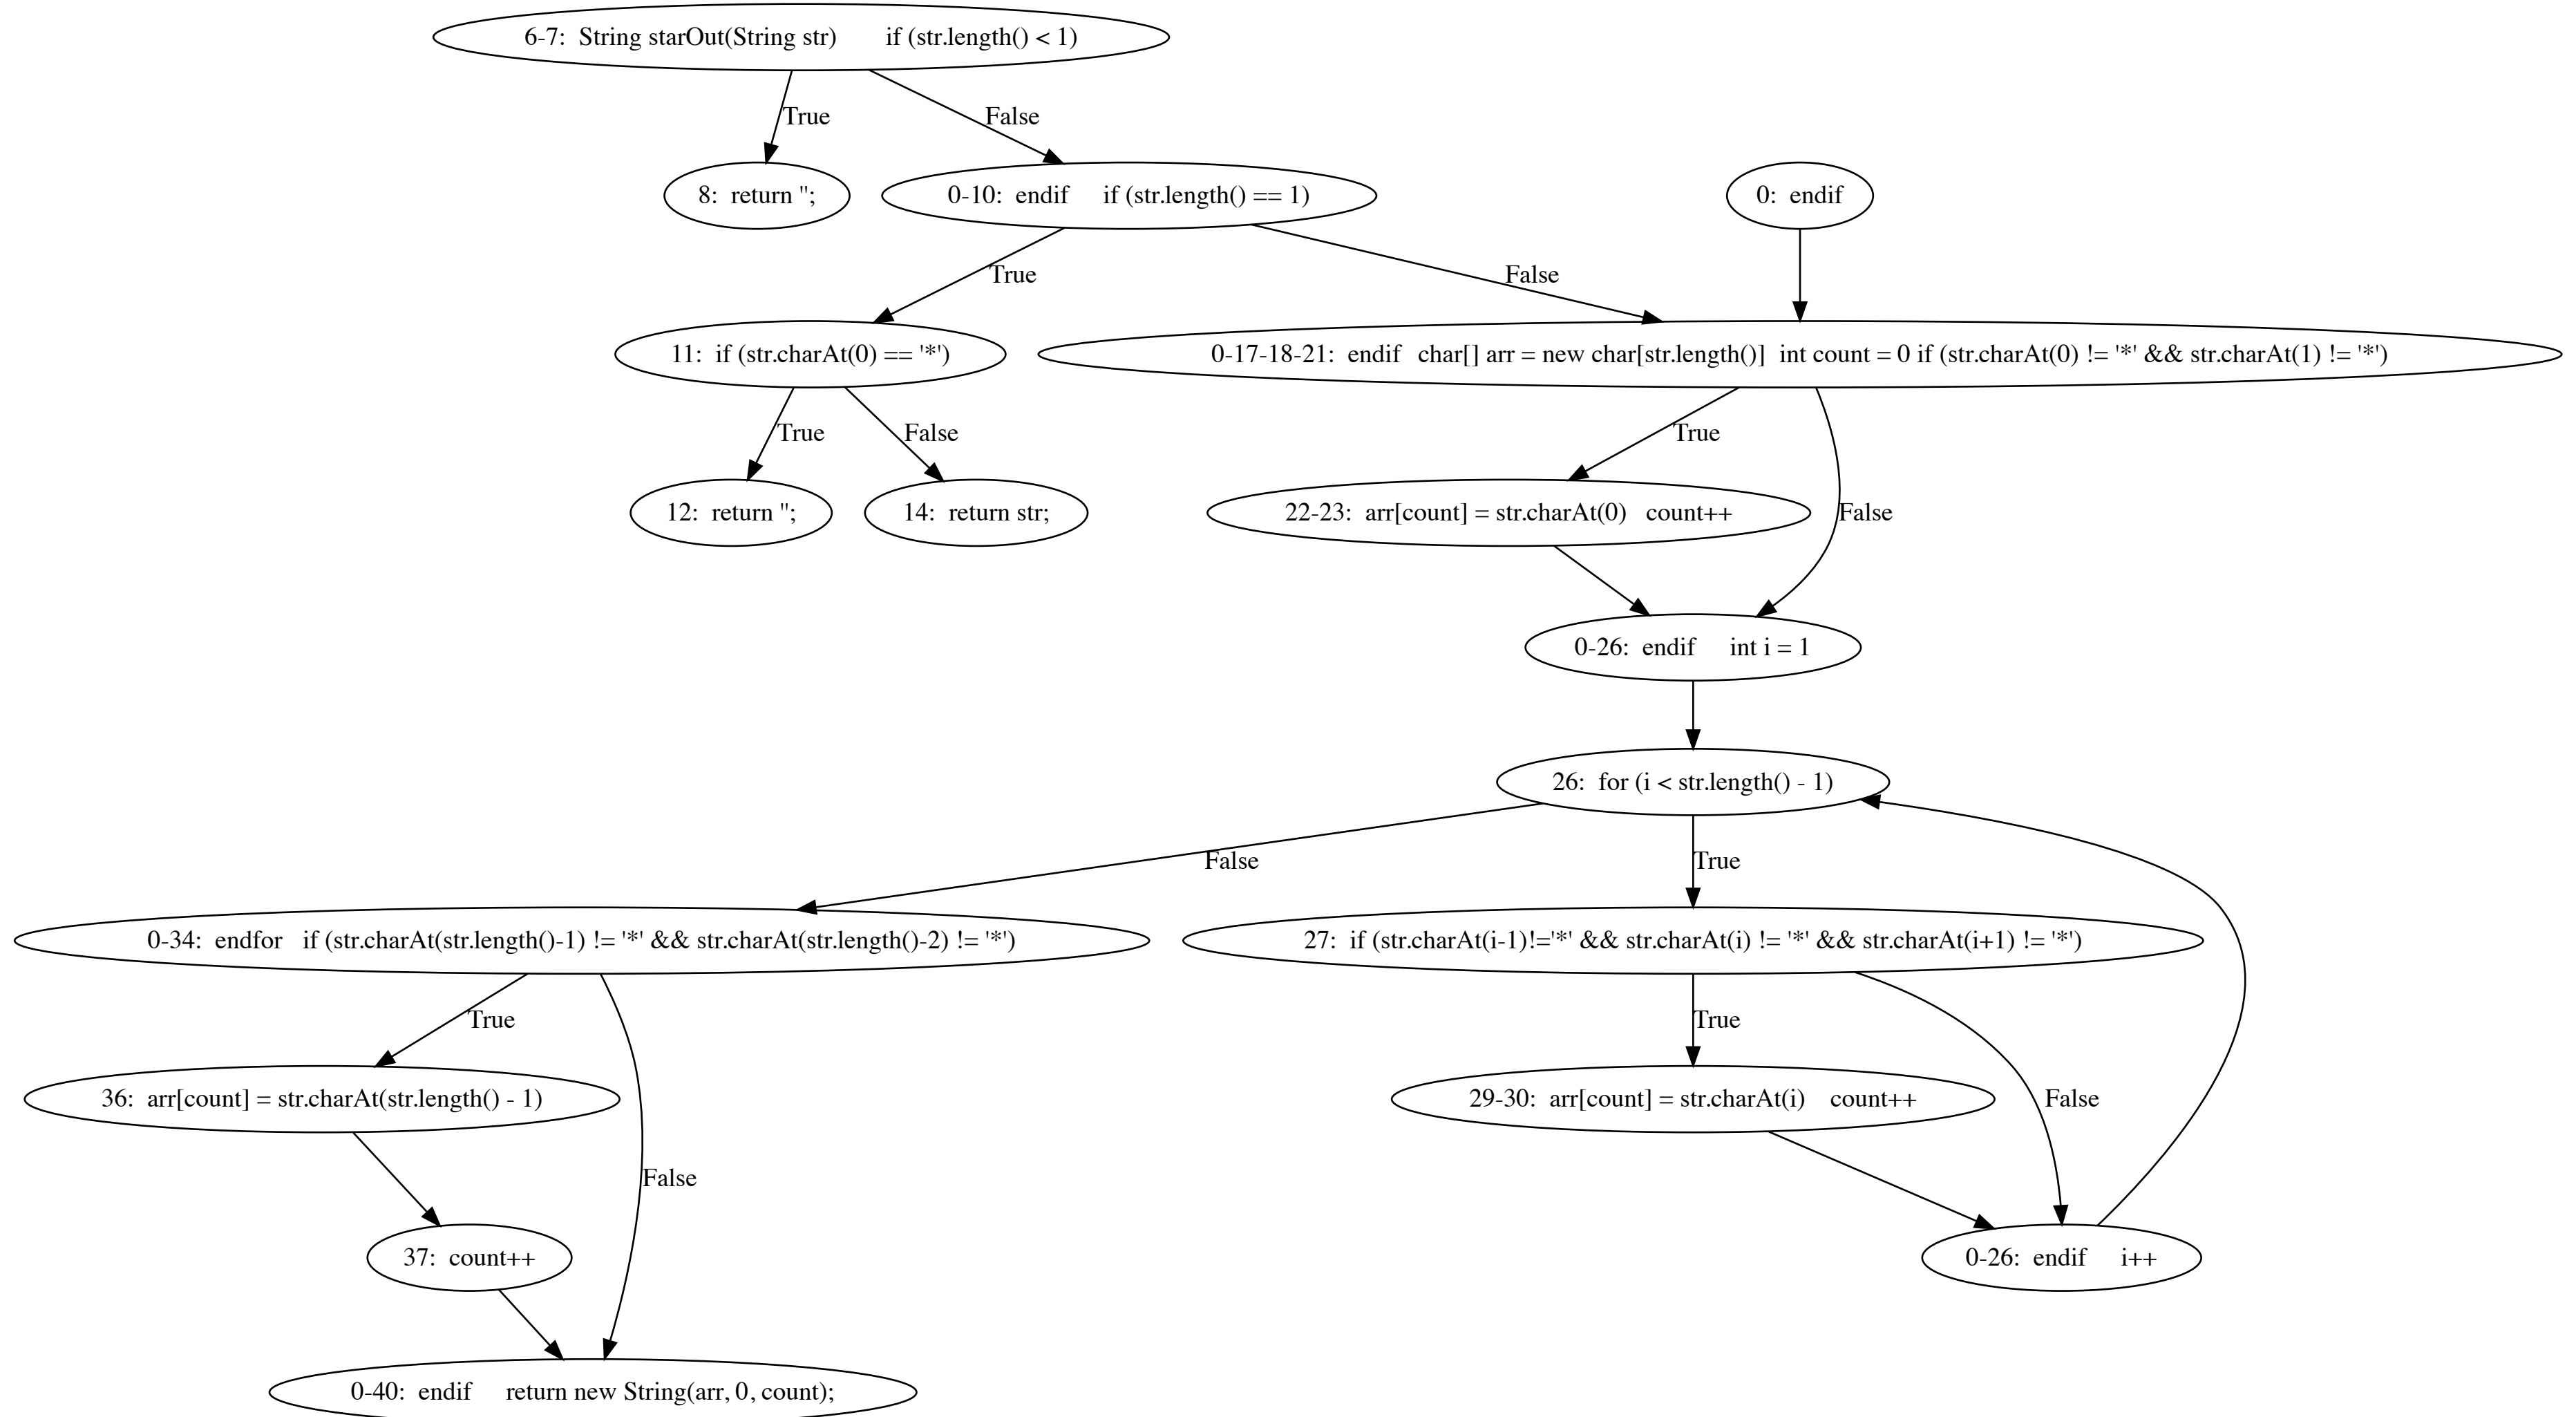 6-7:  String starOut(String str)       if (str.length() < 1)
True
False
8:  return '';
0-10:  endif     if (str.length() == 1)
0:  endif
True
False
11:  if (str.charAt(0) == '*')
0-17-18-21:  endif   char[] arr = new char[str.length()]  int count = 0 if (str.charAt(0) != '*' && str.charAt(1) != '*')
True
False
True
False
12:  return '';
14:  return str;
22-23:  arr[count] = str.charAt(0)   count++
0-26:  endif     int i = 1
26:  for (i < str.length() - 1)
False
True
0-34:  endfor   if (str.charAt(str.length()-1) != '*' && str.charAt(str.length()-2) != '*')
27:  if (str.charAt(i-1)!='*' && str.charAt(i) != '*' && str.charAt(i+1) != '*')
True
False
True
False
36:  arr[count] = str.charAt(str.length() - 1)
29-30:  arr[count] = str.charAt(i)    count++
37:  count++
0-26:  endif     i++
0-40:  endif     return new String(arr, 0, count);